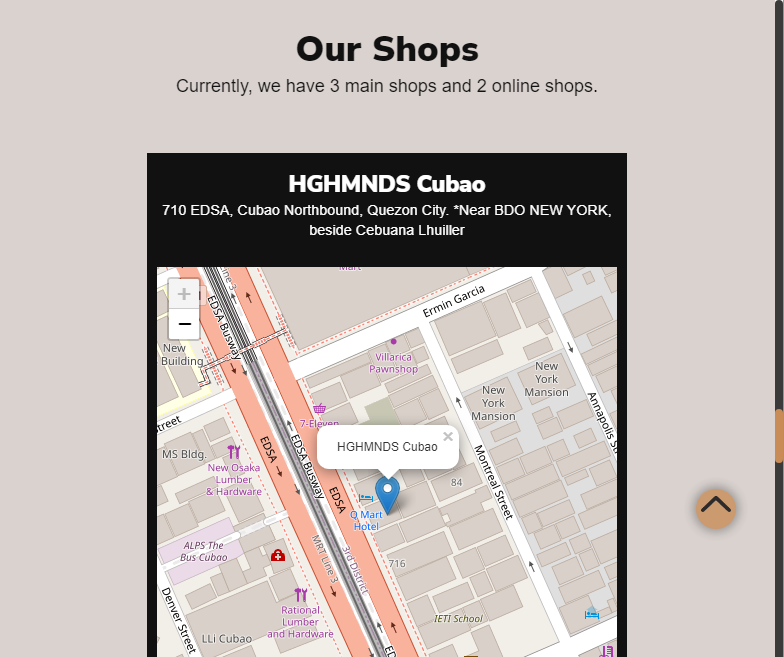 Our Shops
Currently, we have 3 main shops and 2 online shops.
HGHMNDS Cubao
710 EDSA, Cubao Northbound, Quezon City. *Near BDO NEW YORK,
beside Cebuana Lhuiller
Mart
+
−
Line 3
EDSA Busway
Ermin Garcia
New
Building
Villarica
Pawnshop
New
York
Mansion
New
York
Mansion
Annapolis St
7-Eleven
treet
HGHMNDS Cubao
×
MS Bldg.
EDSA
EDSA Busway
EDSA
New Osaka
Lumber
& Hardware
Montreal Street
84
Q Mart
Hotel
ALPS The
Bus Cubao
MRT Line 3
3rd District
716
Denver Street
Rational
Lumber
and Hardware
IETI School
LLi Cubao
ED